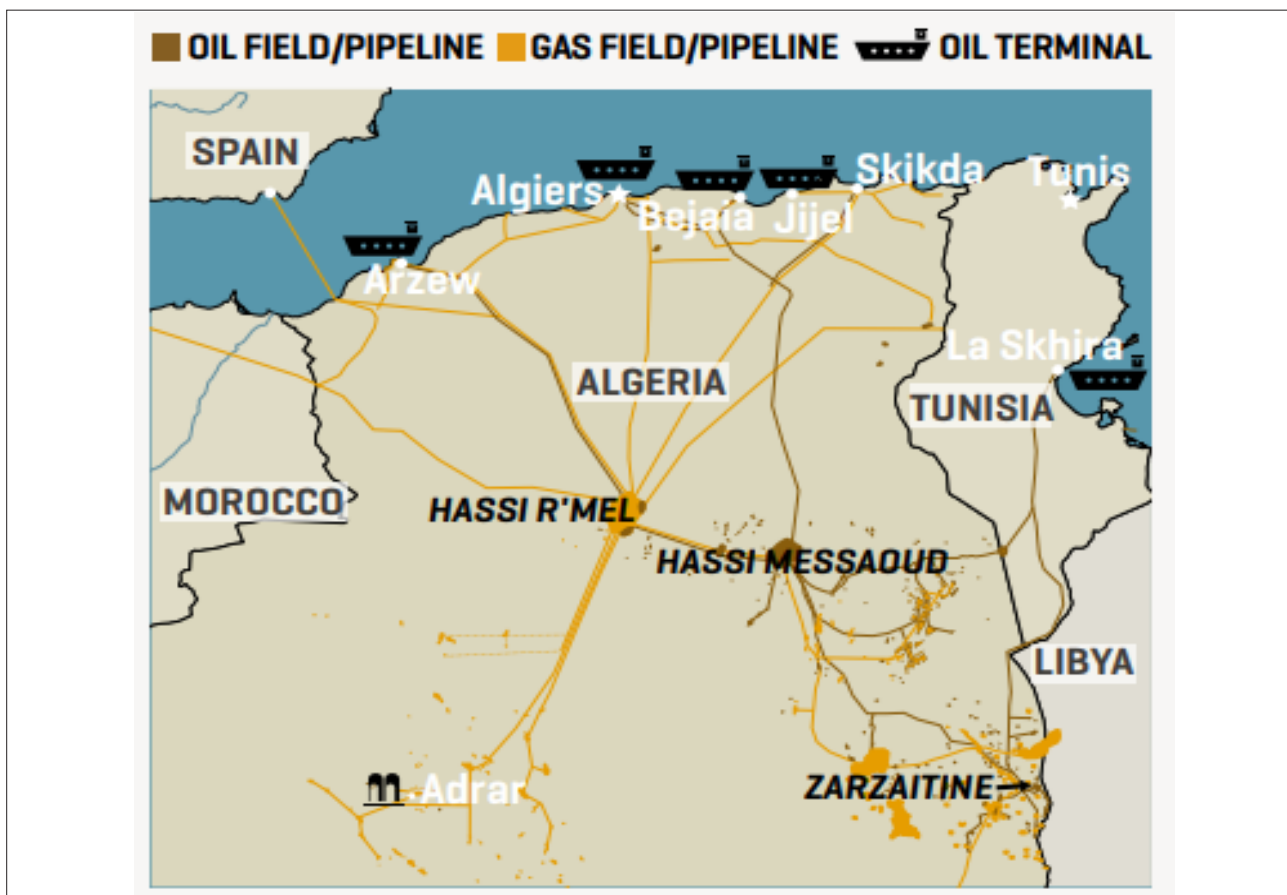 OIL FIELD/PIPELINE GAS FIELD/PIPELINE OIL TERMINAL
SPAIN
Algiers
Bejaia
Jijel
Skikda
Tunis
Arzew
La Skhira
ALGERIA
TUNISIA
MOROCCO
HASSI R'MEL
HASSI MESSAOUD
LIBYA
Adrar
ZARZAITINE